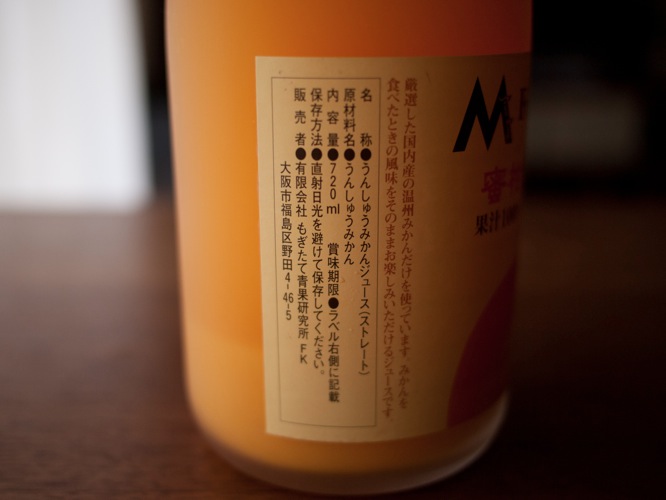 M
果汁
厳選した国内産の温州みかんだけを使っています。みかんを
食べたときの風味をそのままお楽しみいただけるジュースです。
名称●うんしゅうみかんジュース(ストレート)
原材料名●うんしゅうみかん
内容量●720ml 賞味期限●ラベル右側に記載
保存方法●直射日光を避けて保存してください。
販売者●有限会社 もぎたて青果研究所 FK
大阪市福島区野田4-46-5